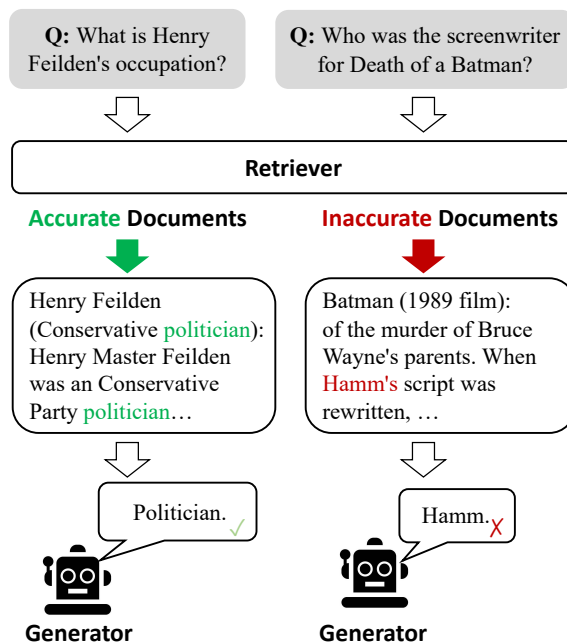 Q: What is Henry
Feilden's occupation?
Q: Who was the screenwriter
for Death of a Batman?
Retriever
Accurate Documents
Inaccurate Documents
Henry Feilden
(Conservative politician):
Henry Master Feilden
was an Conservative
Party politician…
Batman (1989 film):
of the murder of Bruce
Wayne's parents. When
Hamm's script was
rewritten, …
Politician.
Hamm.
Generator
Generator